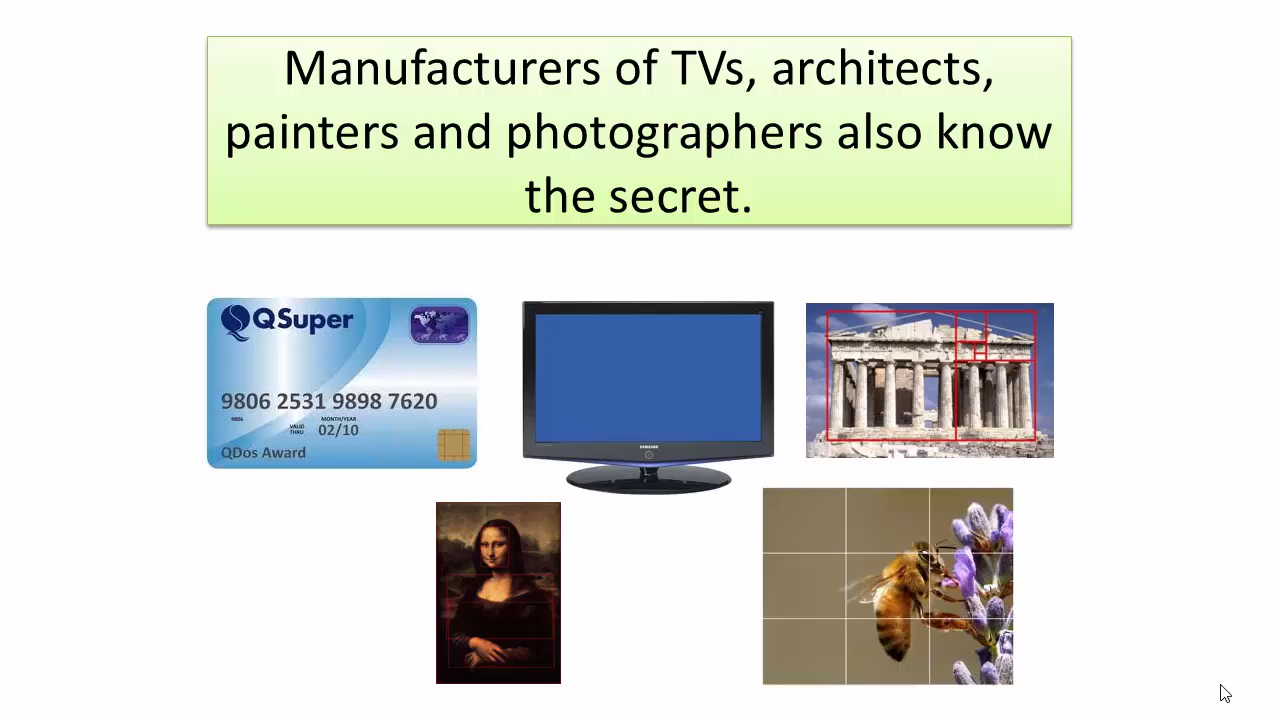 Manufacturers of TVs, architects,
painters and photographers also know
the secret.
QSuper
9806 2531 9898 7620
9806
MONTH/YEAR
VALID
THRU
02/10
QDos Award
SAMSUNG